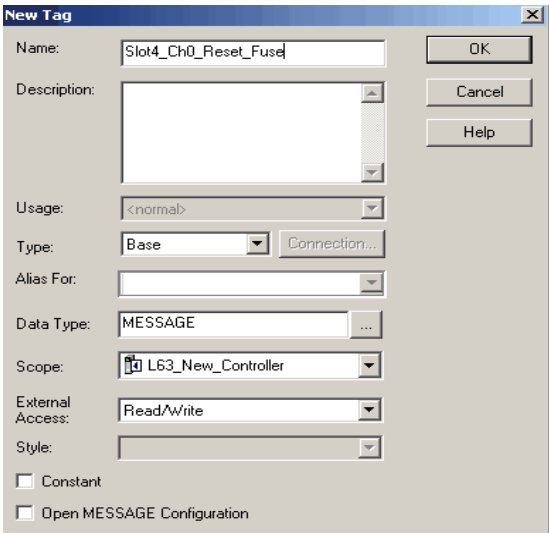 New Tag
Name: Slot4_Ch0_Reset_Fuse OK
Description: Cancel
Help
Usage: <normal>
Type: Base Connection...
Alias For:
Data Type: MESSAGE ...
Scope: L63_New_Controller
External
Access: Read/Write
Style:
Constant
Open MESSAGE Configuration